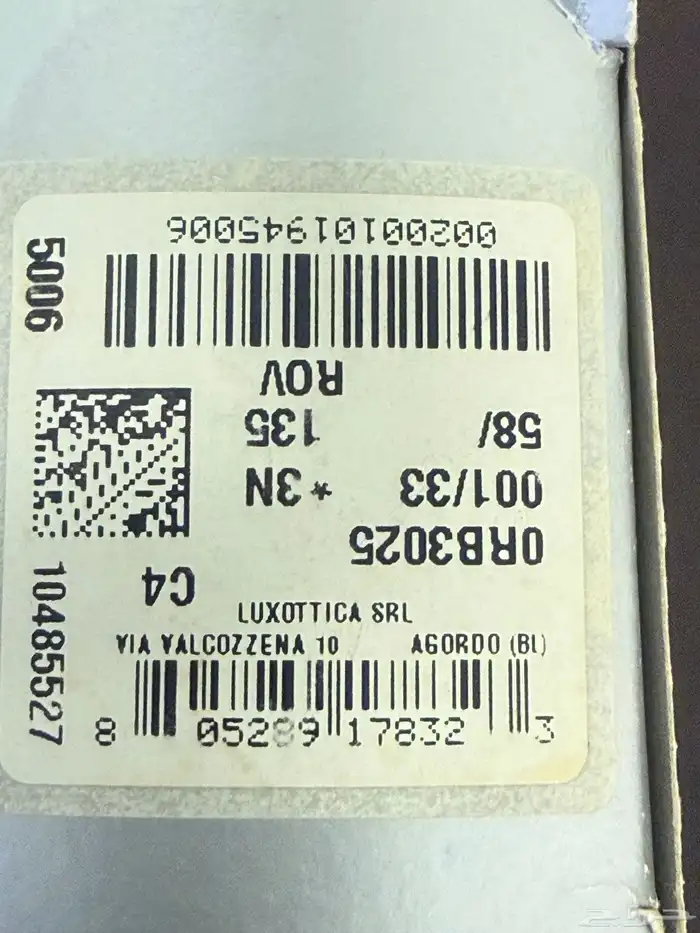 5006
00200101945006
C4
0RB3025
001/33 *3N
58/ 135
ROV
10485527
LUXOTTICA SRL
VIA VALCOZZENA 10 AGORDO (BL)
8 05289 17832 3